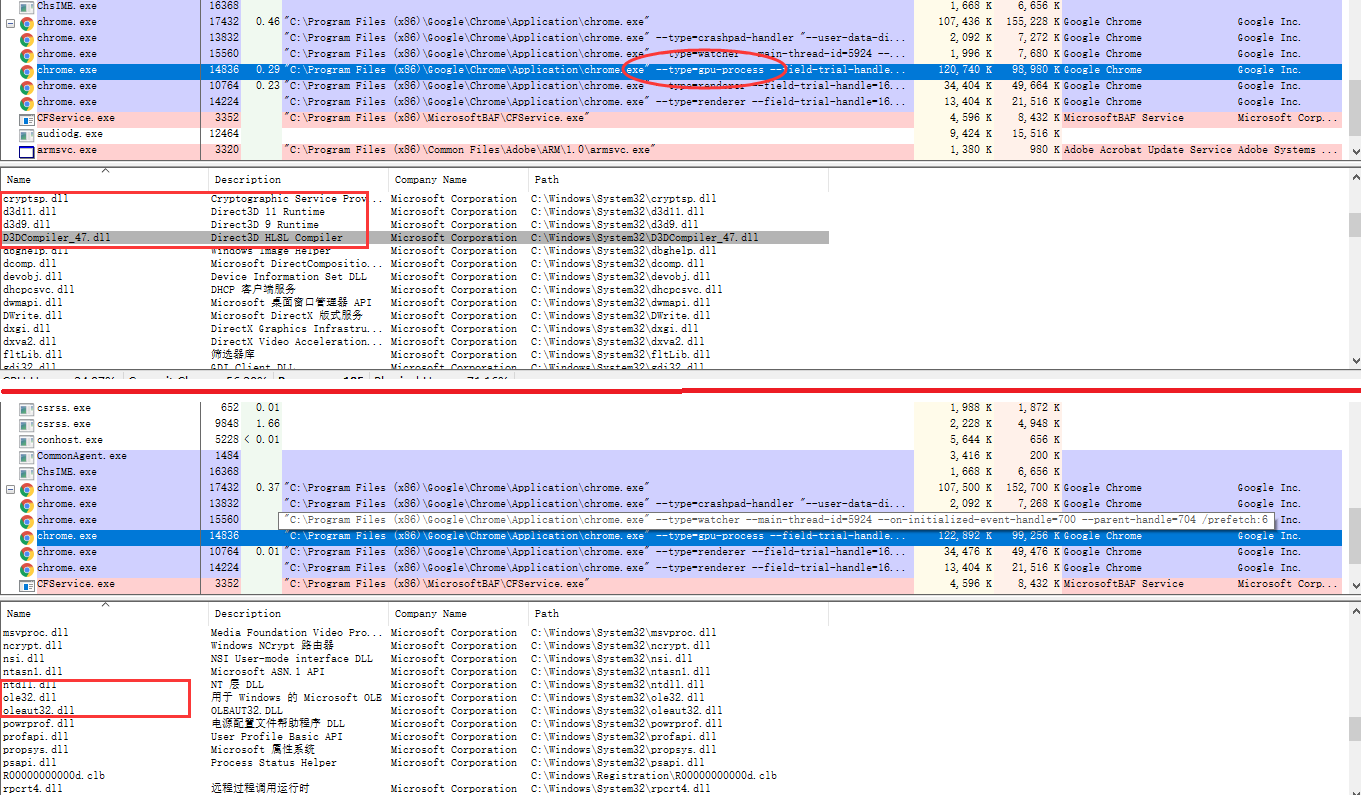 ChsIME.exe 16368 1,668 K 6,656 K
chrome.exe 17432 0.46 "C:\Program Files (x86)\Google\Chrome\Application\chrome.exe" 107,436 K 155,228 K Google Chrome Google Inc.
chrome.exe 13832 "C:\Program Files (x86)\Google\Chrome\Application\chrome.exe" --type=crashpad-handler "--user-data-di... 2,092 K 7,272 K Google Chrome Google Inc.
chrome.exe 15560 "C:\Program Files (x86)\Google\Chrome\Application\chrome.exe" --type=watcher --main-thread-id=5924 --... 1,996 K 7,680 K Google Chrome Google Inc.
chrome.exe 14836 0.29 "C:\Program Files (x86)\Google\Chrome\Application\chrome.exe" --type=gpu-process --field-trial-handle... 120,740 K 98,980 K Google Chrome Google Inc.
chrome.exe 10764 0.23 "C:\Program Files (x86)\Google\Chrome\Application\chrome.exe" --type=renderer --field-trial-handle=16... 34,404 K 49,664 K Google Chrome Google Inc.
chrome.exe 14224 "C:\Program Files (x86)\Google\Chrome\Application\chrome.exe" --type=renderer --field-trial-handle=16... 13,404 K 21,516 K Google Chrome Google Inc.
CFService.exe 3352 "C:\Program Files (x86)\MicrosoftBAF\CFService.exe" 4,596 K 8,432 K MicrosoftBAF Service Microsoft Corp...
audiodg.exe 12464 9,424 K 15,516 K
armsvc.exe 3320 "C:\Program Files (x86)\Common Files\Adobe\ARM\1.0\armsvc.exe" 1,380 K 980 K Adobe Acrobat Update Service Adobe Systems ...
Name Description Company Name Path
cryptsp.dll Cryptographic Service Prov... Microsoft Corporation C:\Windows\System32\cryptsp.dll
d3d11.dll Direct3D 11 Runtime Microsoft Corporation C:\Windows\System32\d3d11.dll
d3d9.dll Direct3D 9 Runtime Microsoft Corporation C:\Windows\System32\d3d9.dll
D3DCompiler_47.dll Direct3D HLSL Compiler Microsoft Corporation C:\Windows\System32\D3DCompiler_47.dll
dbghelp.dll Windows Image Helper Microsoft Corporation C:\Windows\System32\dbghelp.dll
dcomp.dll Microsoft DirectCompositio... Microsoft Corporation C:\Windows\System32\dcomp.dll
devobj.dll Device Information Set DLL Microsoft Corporation C:\Windows\System32\devobj.dll
dhcpcsvc.dll DHCP 客户端服务 Microsoft Corporation C:\Windows\System32\dhcpcsvc.dll
dwmapi.dll Microsoft 桌面窗口管理器 API Microsoft Corporation C:\Windows\System32\dwmapi.dll
DWrite.dll Microsoft DirectX 版式服务 Microsoft Corporation C:\Windows\System32\DWrite.dll
dxgi.dll DirectX Graphics Infrastru... Microsoft Corporation C:\Windows\System32\dxgi.dll
dxva2.dll DirectX Video Acceleration... Microsoft Corporation C:\Windows\System32\dxva2.dll
fltLib.dll 筛选器库 Microsoft Corporation C:\Windows\System32\fltLib.dll
gdi32.dll GDI Client DLL Microsoft Corporation C:\Windows\System32\gdi32.dll
csrss.exe 652 0.01 1,988 K 1,872 K
csrss.exe 9848 1.66 2,228 K 4,948 K
conhost.exe 5228 < 0.01 5,644 K 656 K
CommonAgent.exe 1484 3,416 K 200 K
ChsIME.exe 16368 1,668 K 6,656 K
chrome.exe 17432 0.37 "C:\Program Files (x86)\Google\Chrome\Application\chrome.exe" 107,500 K 152,700 K Google Chrome Google Inc.
chrome.exe 13832 "C:\Program Files (x86)\Google\Chrome\Application\chrome.exe" --type=crashpad-handler "--user-data-di... 2,092 K 7,268 K Google Chrome Google Inc.
chrome.exe 15560 "C:\Program Files (x86)\Google\Chrome\Application\chrome.exe" --type=watcher --main-thread-id=5924 --on-initialized-event-handle=700 --parent-handle=704 /prefetch:6 Inc.
chrome.exe 14836 "C:\Program Files (x86)\Google\Chrome\Application\chrome.exe" --type=gpu-process --field-trial-handle... 122,892 K 99,256 K Google Chrome Google Inc.
chrome.exe 10764 0.01 "C:\Program Files (x86)\Google\Chrome\Application\chrome.exe" --type=renderer --field-trial-handle=16... 34,476 K 49,476 K Google Chrome Google Inc.
chrome.exe 14224 "C:\Program Files (x86)\Google\Chrome\Application\chrome.exe" --type=renderer --field-trial-handle=16... 13,404 K 21,516 K Google Chrome Google Inc.
CFService.exe 3352 "C:\Program Files (x86)\MicrosoftBAF\CFService.exe" 4,596 K 8,432 K MicrosoftBAF Service Microsoft Corp...
Name Description Company Name Path
msvproc.dll Media Foundation Video Pro... Microsoft Corporation C:\Windows\System32\msvproc.dll
ncrypt.dll Windows NCrypt 路由器 Microsoft Corporation C:\Windows\System32\ncrypt.dll
nsi.dll NSI User-mode interface DLL Microsoft Corporation C:\Windows\System32\nsi.dll
ntasn1.dll Microsoft ASN.1 API Microsoft Corporation C:\Windows\System32\ntasn1.dll
ntdll.dll NT 层 DLL Microsoft Corporation C:\Windows\System32\ntdll.dll
ole32.dll 用于 Windows 的 Microsoft OLE Microsoft Corporation C:\Windows\System32\ole32.dll
oleaut32.dll OLEAUT32.DLL Microsoft Corporation C:\Windows\System32\oleaut32.dll
powrprof.dll 电源配置文件帮助程序 DLL Microsoft Corporation C:\Windows\System32\powrprof.dll
profapi.dll User Profile Basic API Microsoft Corporation C:\Windows\System32\profapi.dll
propsys.dll Microsoft 属性系统 Microsoft Corporation C:\Windows\System32\propsys.dll
psapi.dll Process Status Helper Microsoft Corporation C:\Windows\System32\psapi.dll
R00000000000d.clb C:\Windows\Registration\R00000000000d.clb
rpcrt4.dll 远程过程调用运行时 Microsoft Corporation C:\Windows\System32\rpcrt4.dll